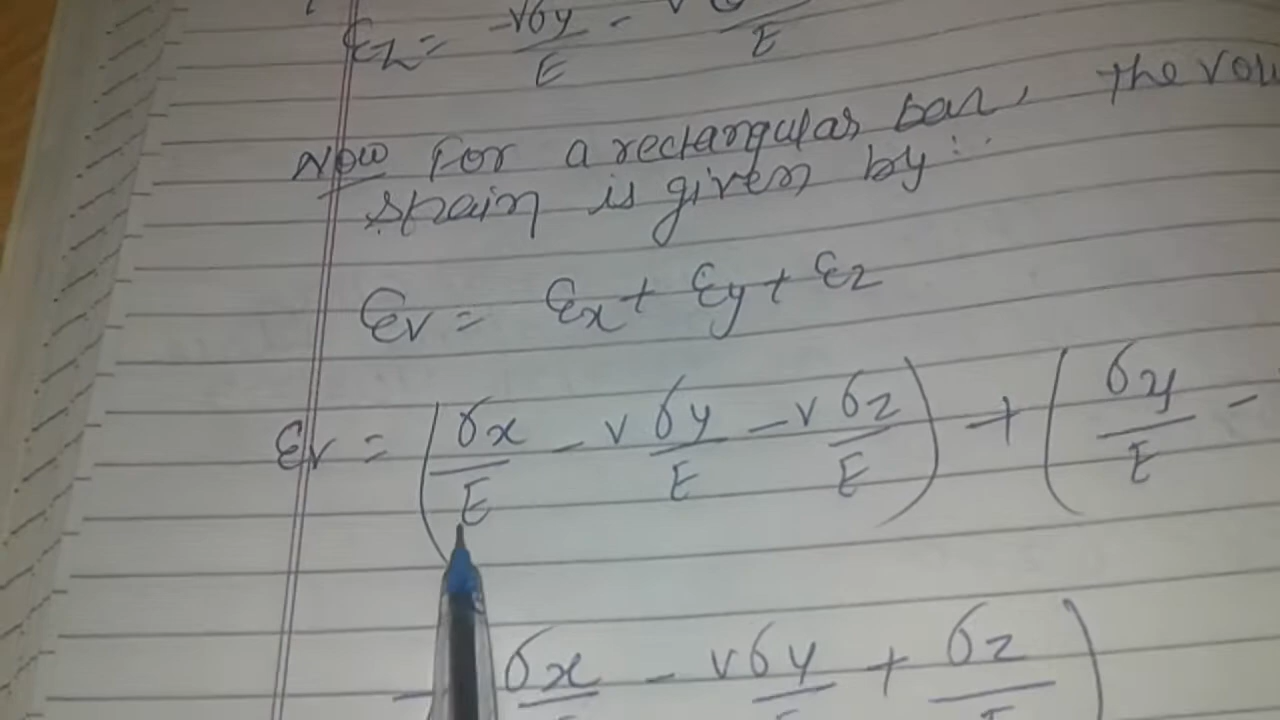 εz = -νσy/E - ν
Now For a rectangular bar, the
strain is given by:
εv = εx + εy + εz
εv = (σx/E - νσy/E - νσz/E) + (σy/E -
- σx/ - νσy/ + σz/ )